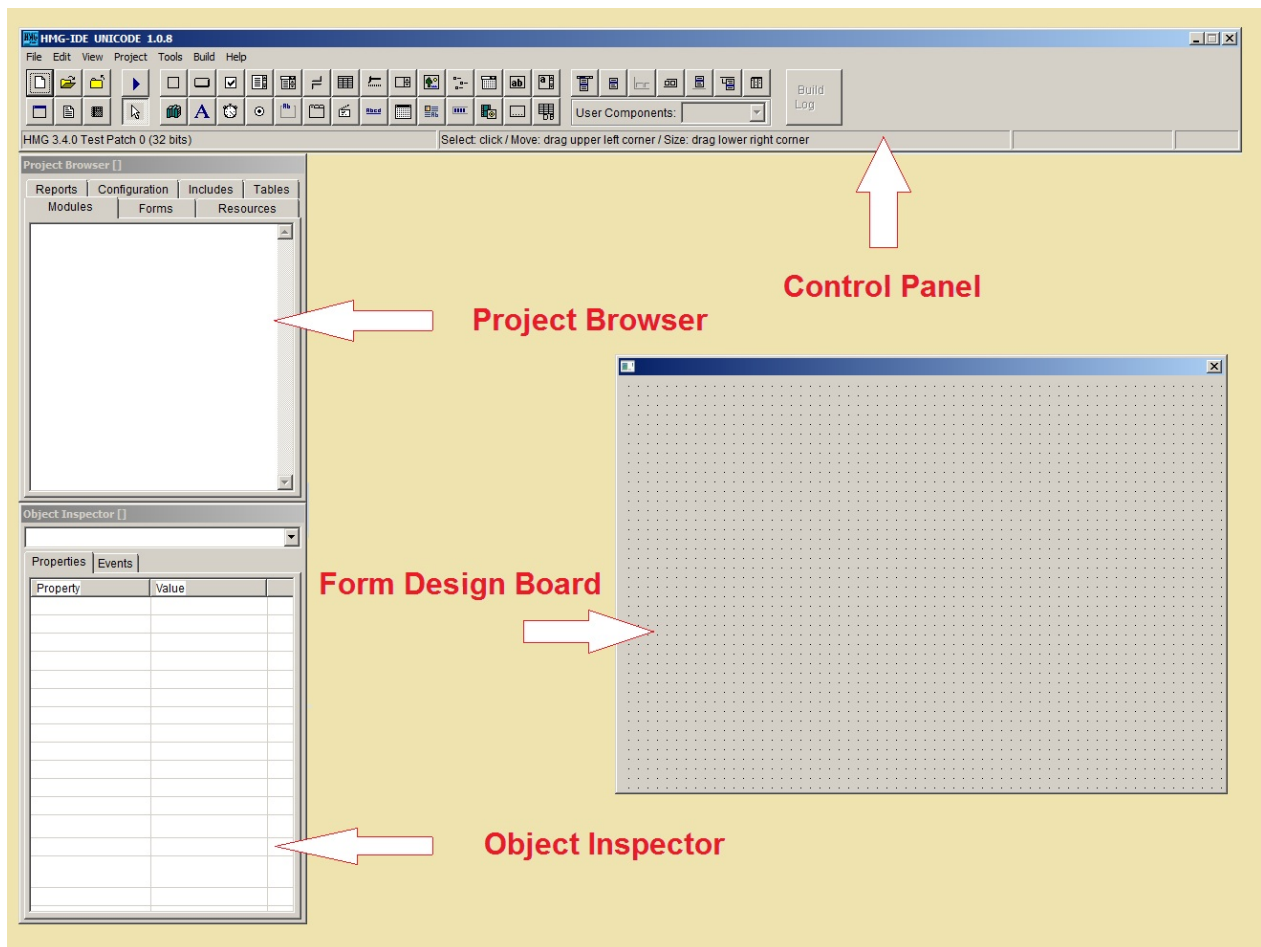 HMG-IDE UNICODE 1.0.8
File Edit View Project Tools Build Help
Build
Log
User Components:
HMG 3.4.0 Test Patch 0 (32 bits)
Select: click / Move: drag upper left corner / Size: drag lower right corner
Project Browser []
Reports Configuration Includes Tables
Modules Forms Resources
Control Panel
Project Browser
Object Inspector []
Properties Events
Property Value
Form Design Board
Object Inspector